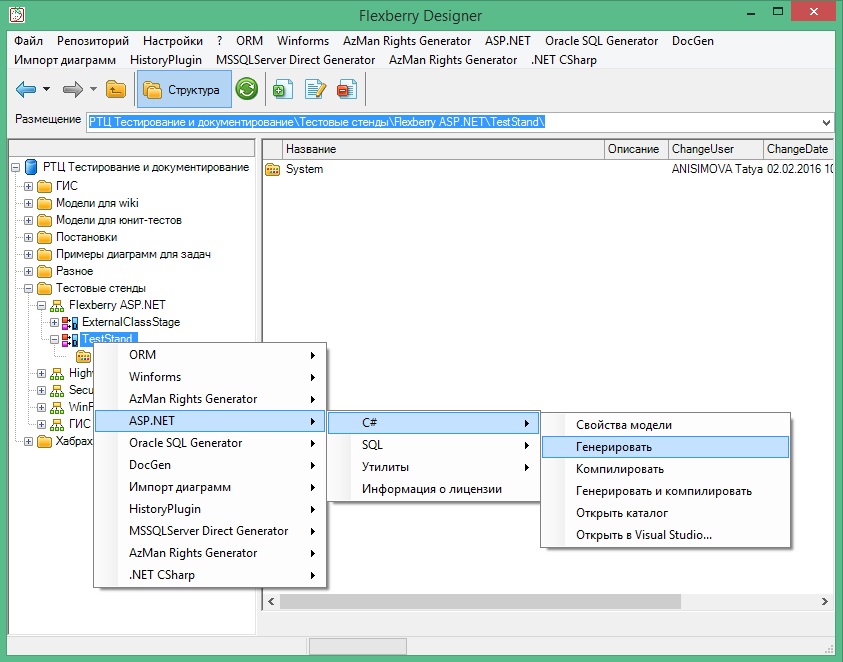 Flexberry Designer
Файл Репозиторий Настройки ? ORM Winforms AzMan Rights Generator ASP.NET Oracle SQL Generator DocGen
Импорт диаграмм HistoryPlugin MSSQLServer Direct Generator AzMan Rights Generator .NET CSharp
Структура
Размещение РТЦ Тестирование и документирование\Тестовые стенды\Flexberry ASP.NET\TestStand\
Название Описание ChangeUser ChangeDate
System ANISIMOVA Tatya 02.02.2016 10
РТЦ Тестирование и документирование
ГИС
Модели для wiki
Модели для юнит-тестов
Постановки
Примеры диаграмм для задач
Разное
Тестовые стенды
Flexberry ASP.NET
ExternalClassStage
TestStand
High
Secu
WinF
ГИС
Хабрах
ORM
Winforms
AzMan Rights Generator
ASP.NET
Oracle SQL Generator
DocGen
Импорт диаграмм
HistoryPlugin
MSSQLServer Direct Generator
AzMan Rights Generator
.NET CSharp
C#
SQL
Утилиты
Информация о лицензии
Свойства модели
Генерировать
Компилировать
Генерировать и компилировать
Открыть каталог
Открыть в Visual Studio...